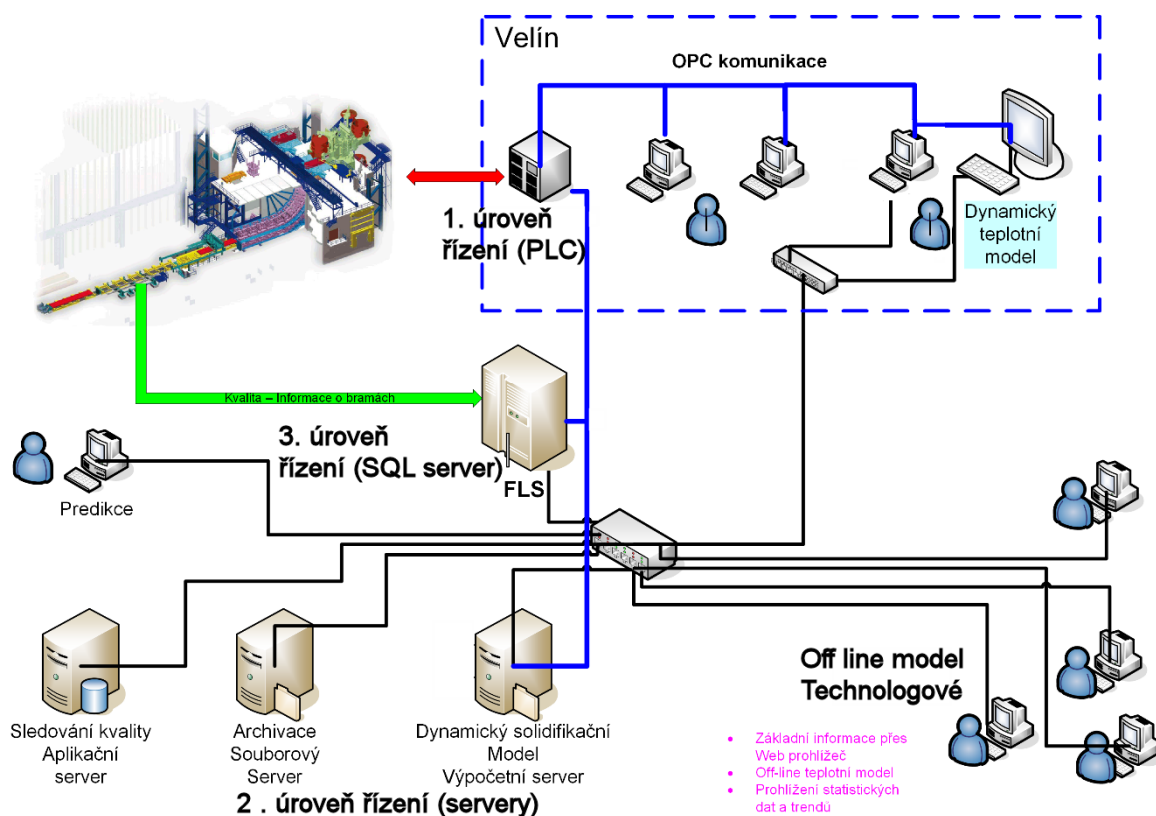 Velín
OPC komunikace
1. úroveň
řízení (PLC)
Dynamický
teplotní
model
Kvalita – Informace o bramách
3. úroveň
řízení (SQL server)
FLS
Predikce
Off line model
Technologové
Sledování kvality
Aplikační
server
Archivace
Souborový
Server
Dynamický solidifikační
Model
Výpočetní server
• Základní informace přes
Web prohlížeč
• Off-line teplotní model
• Prohlížení statistických
dat a trendů
2 . úroveň řízení (servery)